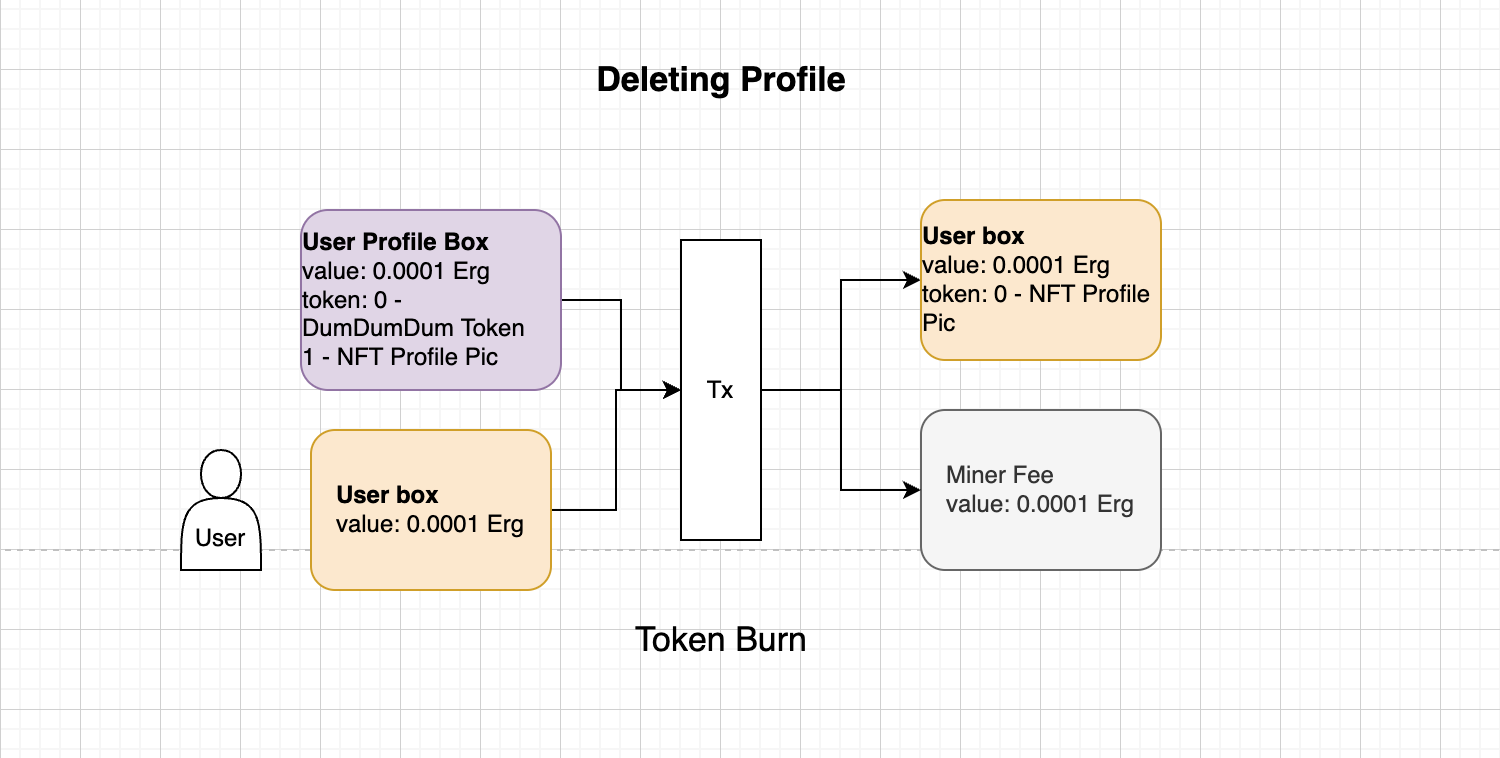 Deleting Profile
User Profile Box
value: 0.0001 Erg
token: 0 -
DumDumDum Token
1 - NFT Profile Pic
User box
value: 0.0001 Erg
User
Tx
User box
value: 0.0001 Erg
token: 0 - NFT Profile
Pic
Miner Fee
value: 0.0001 Erg
Token Burn